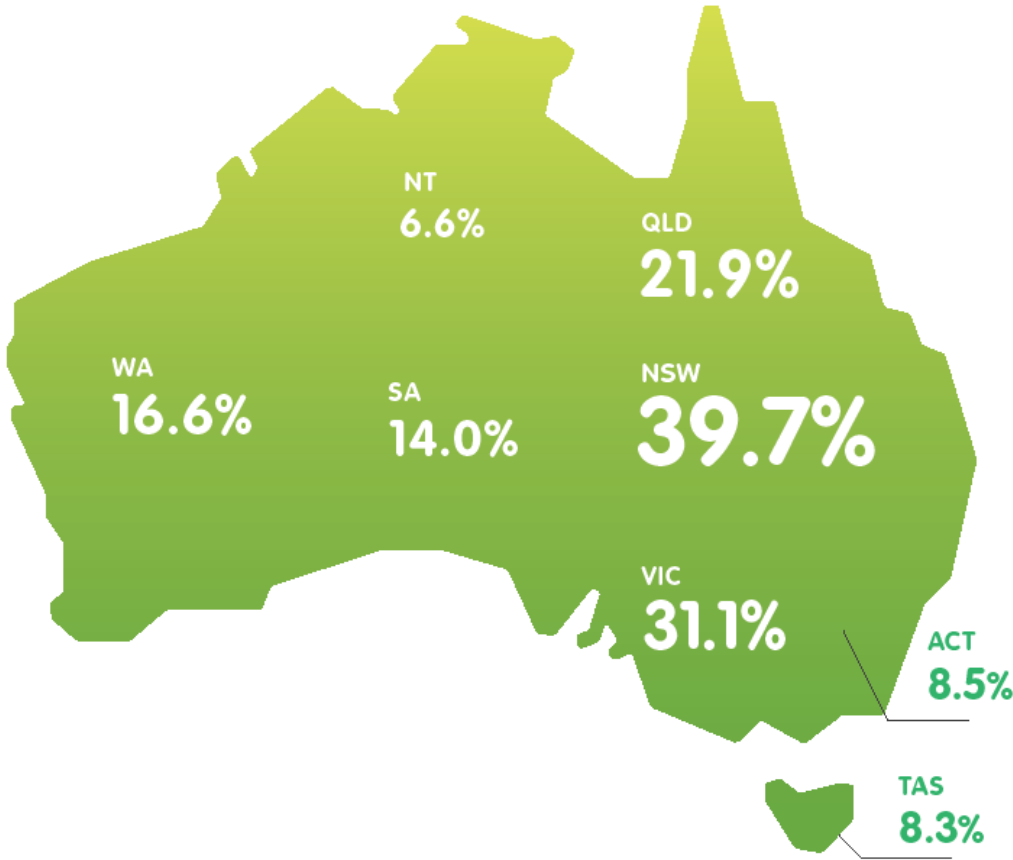 NT
6.6%
QLD
21.9%
WA
16.6%
SA
14.0%
NSW
39.7%
VIC
31.1%
ACT
8.5%
TAS
8.3%